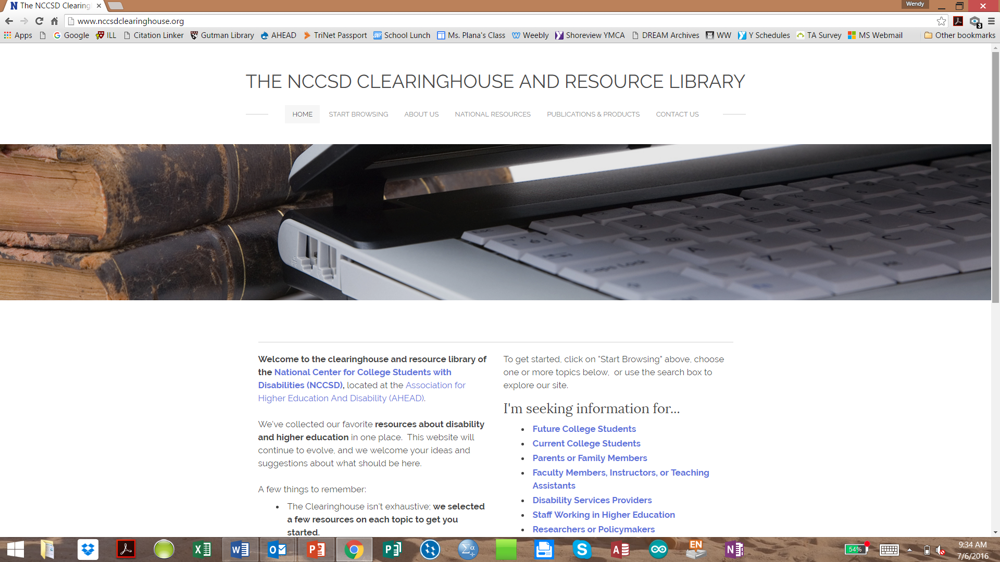 The NCCSD Clearing
Wendy
www.nccsdclearinghouse.org
3
Apps
Google
ILL
Citation Linker
Gutman Library
AHEAD
TriNet Passport
School Lunch
Ms. Plana's Class
Weebly
Shoreview YMCA
DREAM Archives
WW
Y Schedules
TA Survey
MS Webmail
Other bookmarks
THE NCCSD CLEARINGHOUSE AND RESOURCE LIBRARY
HOME
START BROWSING
ABOUT US
NATIONAL RESOURCES
PUBLICATIONS & PRODUCTS
CONTACT US
Esc
Caps Lock
Welcome to the clearinghouse and resource library of
the National Center for College Students with
Disabilities (NCCSD), located at the Association for
Higher Education And Disability (AHEAD).
We've collected our favorite resources about disability
and higher education in one place. This website will
continue to evolve, and we welcome your ideas and
suggestions about what should be here.
A few things to remember:
The Clearinghouse isn't exhaustive; we selected
a few resources on each topic to get you
started.
To get started, click on "Start Browsing" above, choose
one or more topics below, or use the search box to
explore our site.
I'm seeking information for...
Future College Students
Current College Students
Parents or Family Members
Faculty Members, Instructors, or Teaching
Assistants
Disability Services Providers
Staff Working in Higher Education
Researchers or Policymakers
EN
54%
9:34 AM
7/6/2016